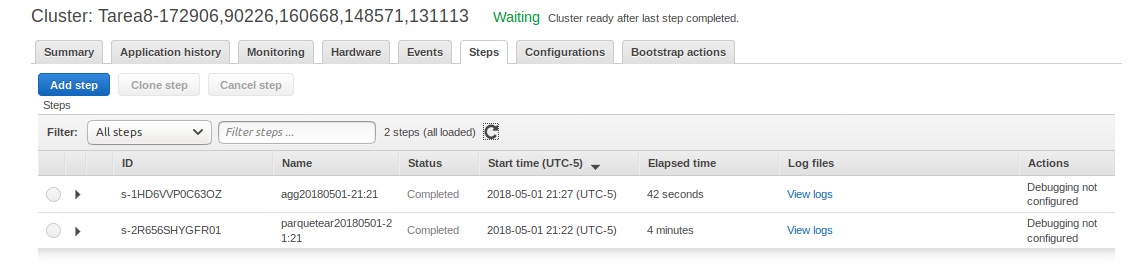 Cluster: Tarea8-172906,90226,160668,148571,131113 Waiting Cluster ready after last step completed.
Summary Application history Monitoring Hardware Events Steps Configurations Bootstrap actions
Add step Clone step Cancel step
Steps
Filter: All steps Filter steps ... 2 steps (all loaded)
ID Name Status Start time (UTC-5) Elapsed time Log files Actions
s-1HD6VVP0C63OZ agg20180501-21:21 Completed 2018-05-01 21:27 (UTC-5) 42 seconds View logs Debugging not
configured
s-2R656SHYGFR01 parquetear20180501-2 Completed 2018-05-01 21:22 (UTC-5) 4 minutes View logs Debugging not
1:21 configured